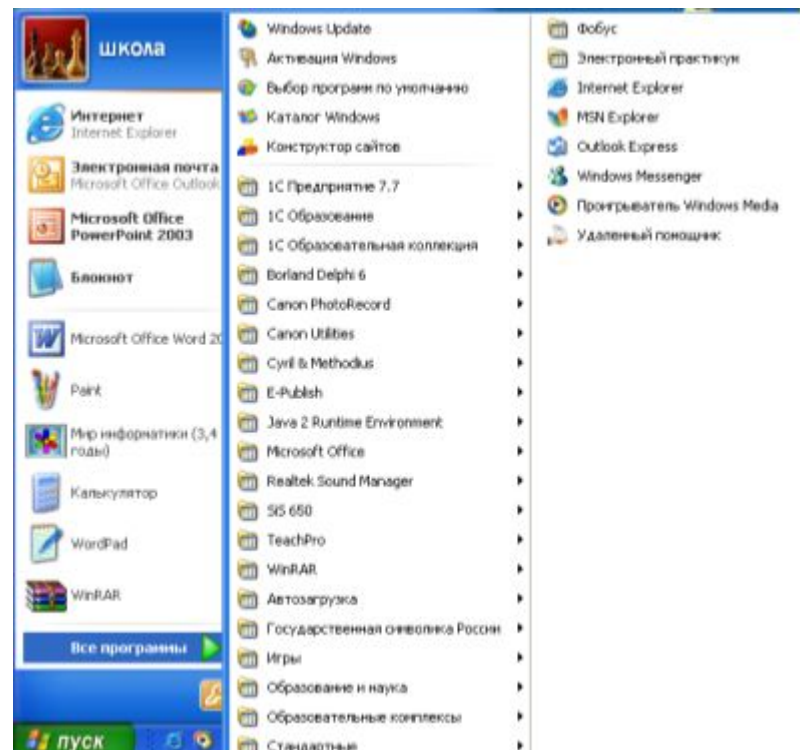 школа
Интернет
Internet Explorer
Электронная почта
Microsoft Office Outlook
Microsoft Office
PowerPoint 2003
Блокнот
Microsoft Office Word 20
Paint
Мир информатики (3,4
годы)
Калькулятор
WordPad
WinRAR
Все программы
пуск
Windows Update
Активация Windows
Выбор программ по умолчанию
Каталог Windows
Конструктор сайтов
1С Предприятие 7.7
1С Образование
1С Образовательная коллекция
Borland Delphi 6
Canon PhotoRecord
Canon Utilities
Cyril & Methodius
E-Publish
Java 2 Runtime Environment
Microsoft Office
Realtek Sound Manager
SiS 650
TeachPro
WinRAR
Автозагрузка
Государственная символика России
Игры
Образование и наука
Образовательные комплексы
Стандартные
Фобус
Электронный практикум
Internet Explorer
MSN Explorer
Outlook Express
Windows Messenger
Проигрыватель Windows Media
Удаленный помощник